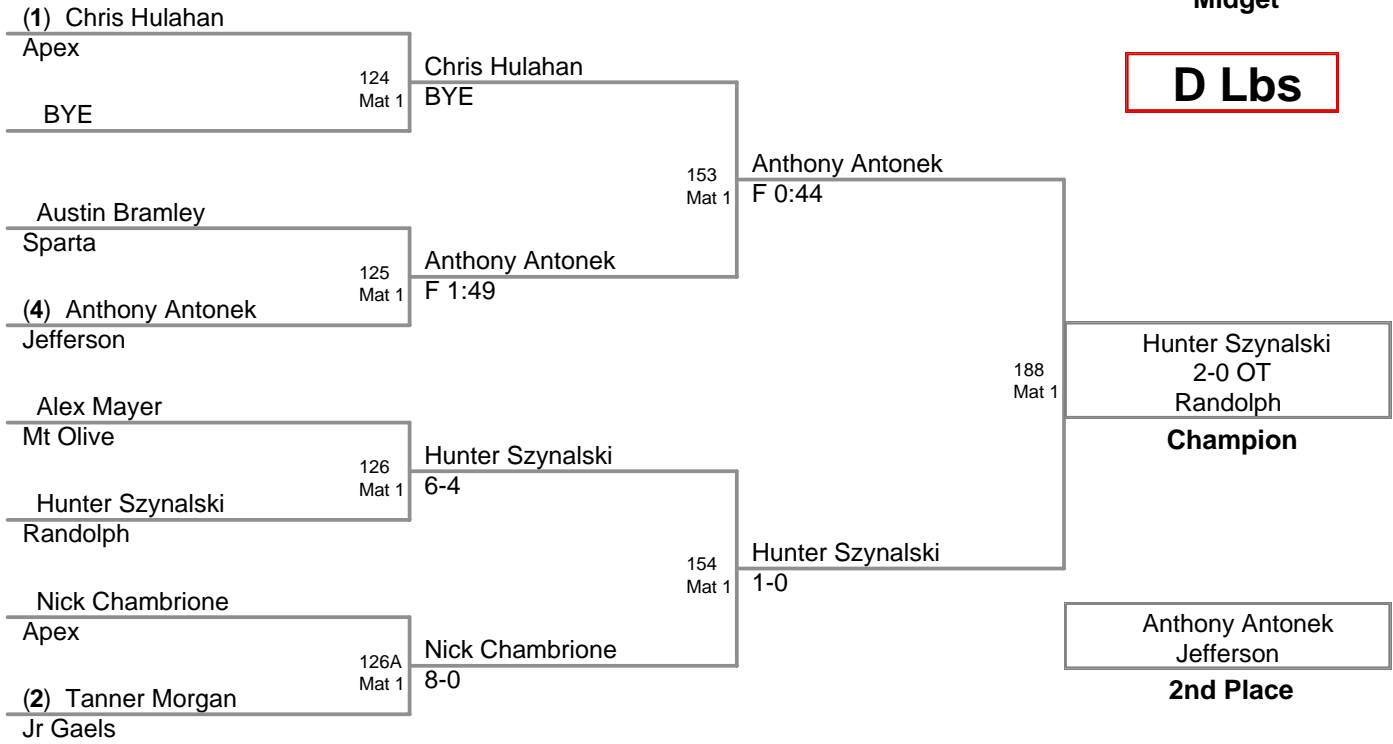 Midget
D Lbs
(1) Chris Hulahan
Apex
BYE
124
Mat 1
Chris Hulahan
BYE
Austin Bramley
Sparta
(4) Anthony Antonek
Jefferson
125
Mat 1
Anthony Antonek
F 1:49
153
Mat 1
Anthony Antonek
F 0:44
Alex Mayer
Mt Olive
Hunter Szynalski
Randolph
126
Mat 1
Hunter Szynalski
6-4
Nick Chambrione
Apex
(2) Tanner Morgan
Jr Gaels
126A
Mat 1
Nick Chambrione
8-0
154
Mat 1
Hunter Szynalski
1-0
188
Mat 1
Hunter Szynalski
2-0 OT
Randolph
Champion
Anthony Antonek
Jefferson
2nd Place